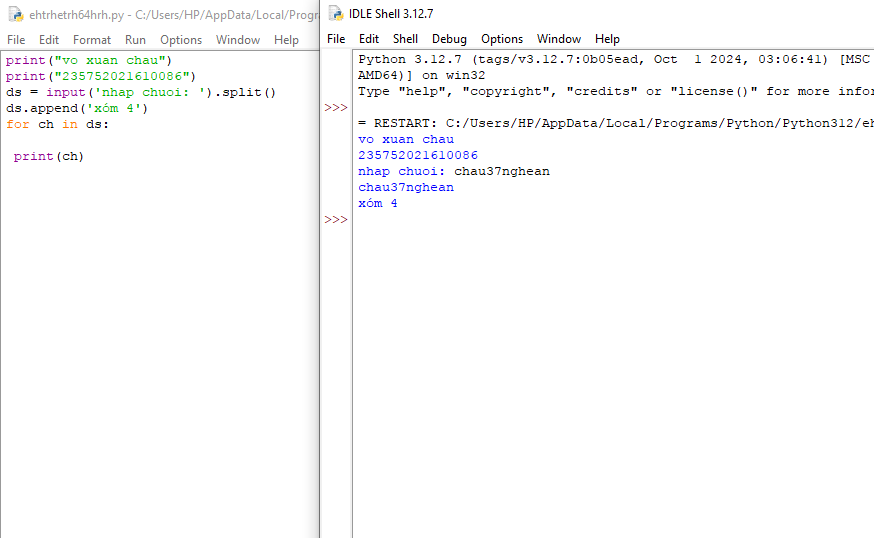 ehtrhetrh64hrh.py - C:/Users/HP/AppData/Local/Progra
File Edit Format Run Options Window Help
print("vo xuan chau")
print("235752021610086")
ds = input('nhap chuoi: ').split()
ds.append('xóm 4')
for ch in ds:
print(ch)
IDLE Shell 3.12.7
File Edit Shell Debug Options Window Help
Python 3.12.7 (tags/v3.12.7:0b05ead, Oct 1 2024, 03:06:41) [MSC
AMD64)] on win32
Type "help", "copyright", "credits" or "license()" for more infor
>>>
= RESTART: C:/Users/HP/AppData/Local/Programs/Python/Python312/eh
vo xuan chau
235752021610086
nhap chuoi: chau37nghean
chau37nghean
xóm 4
>>>